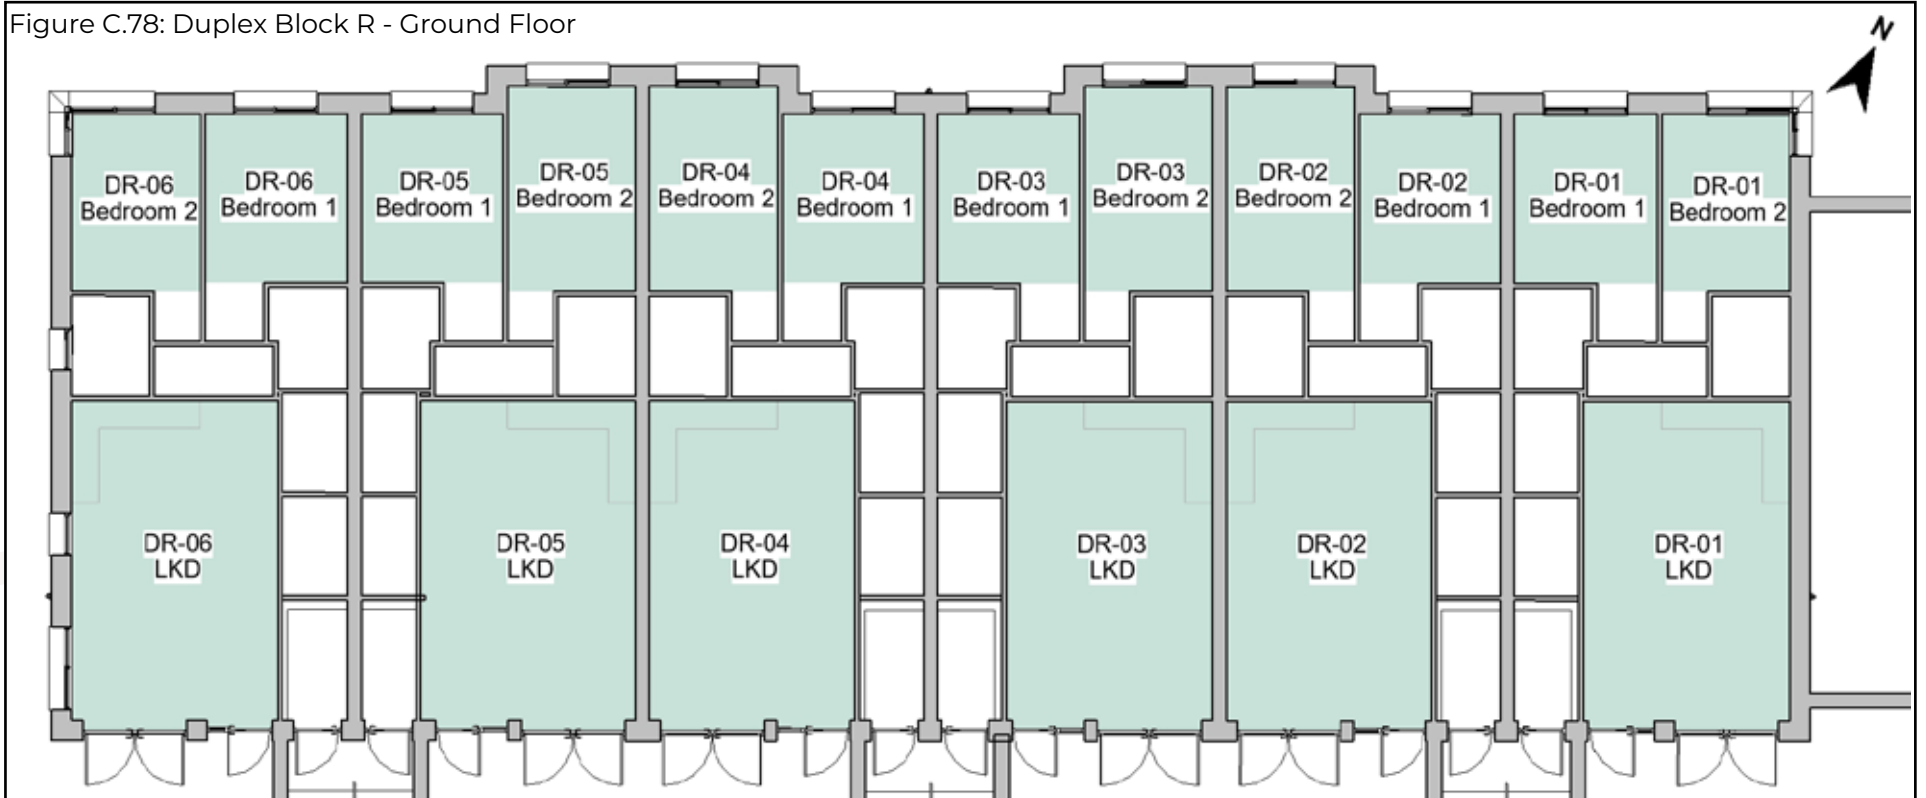 Figure C.78: Duplex Block R - Ground Floor
N
DR-06
Bedroom 2
DR-06
Bedroom 1
DR-05
Bedroom 1
DR-05
Bedroom 2
DR-04
Bedroom 2
DR-04
Bedroom 1
DR-03
Bedroom 1
DR-03
Bedroom 2
DR-02
Bedroom 2
DR-02
Bedroom 1
DR-01
Bedroom 1
DR-01
Bedroom 2
DR-06
LKD
DR-05
LKD
DR-04
LKD
DR-03
LKD
DR-02
LKD
DR-01
LKD